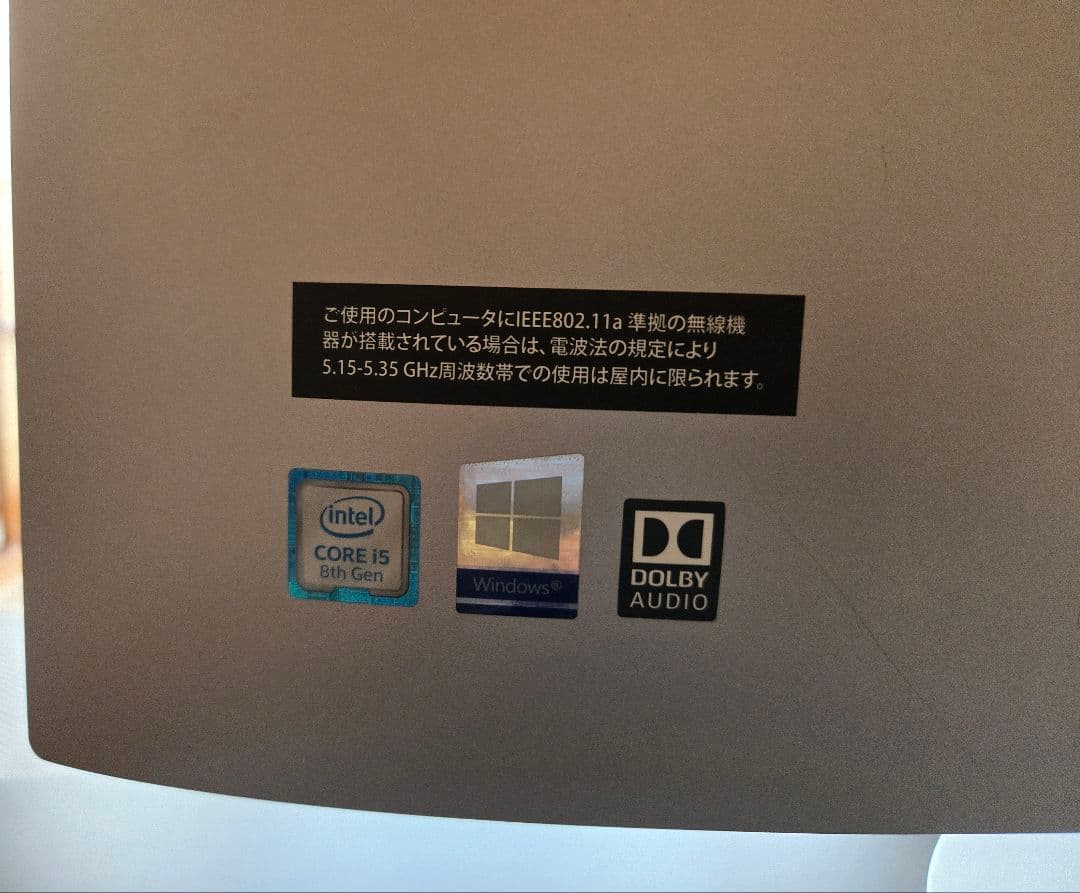 ご使用のコンピュータにIEEE802.11a 準拠の無線機
器が搭載されている場合は、電波法の規定により
5.15-5.35 GHz周波数帯での使用は屋内に限られます。
intel
CORE i5
8th Gen
Windows®
DOLBY
AUDIO